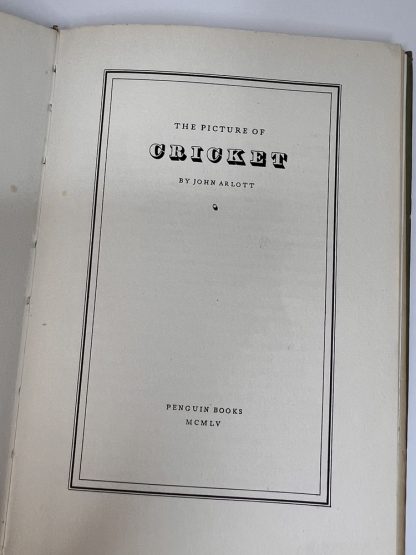 THE PICTURE OF
CRICKET
BY JOHN ARLOTT
PENGUIN BOOKS
MCMLV